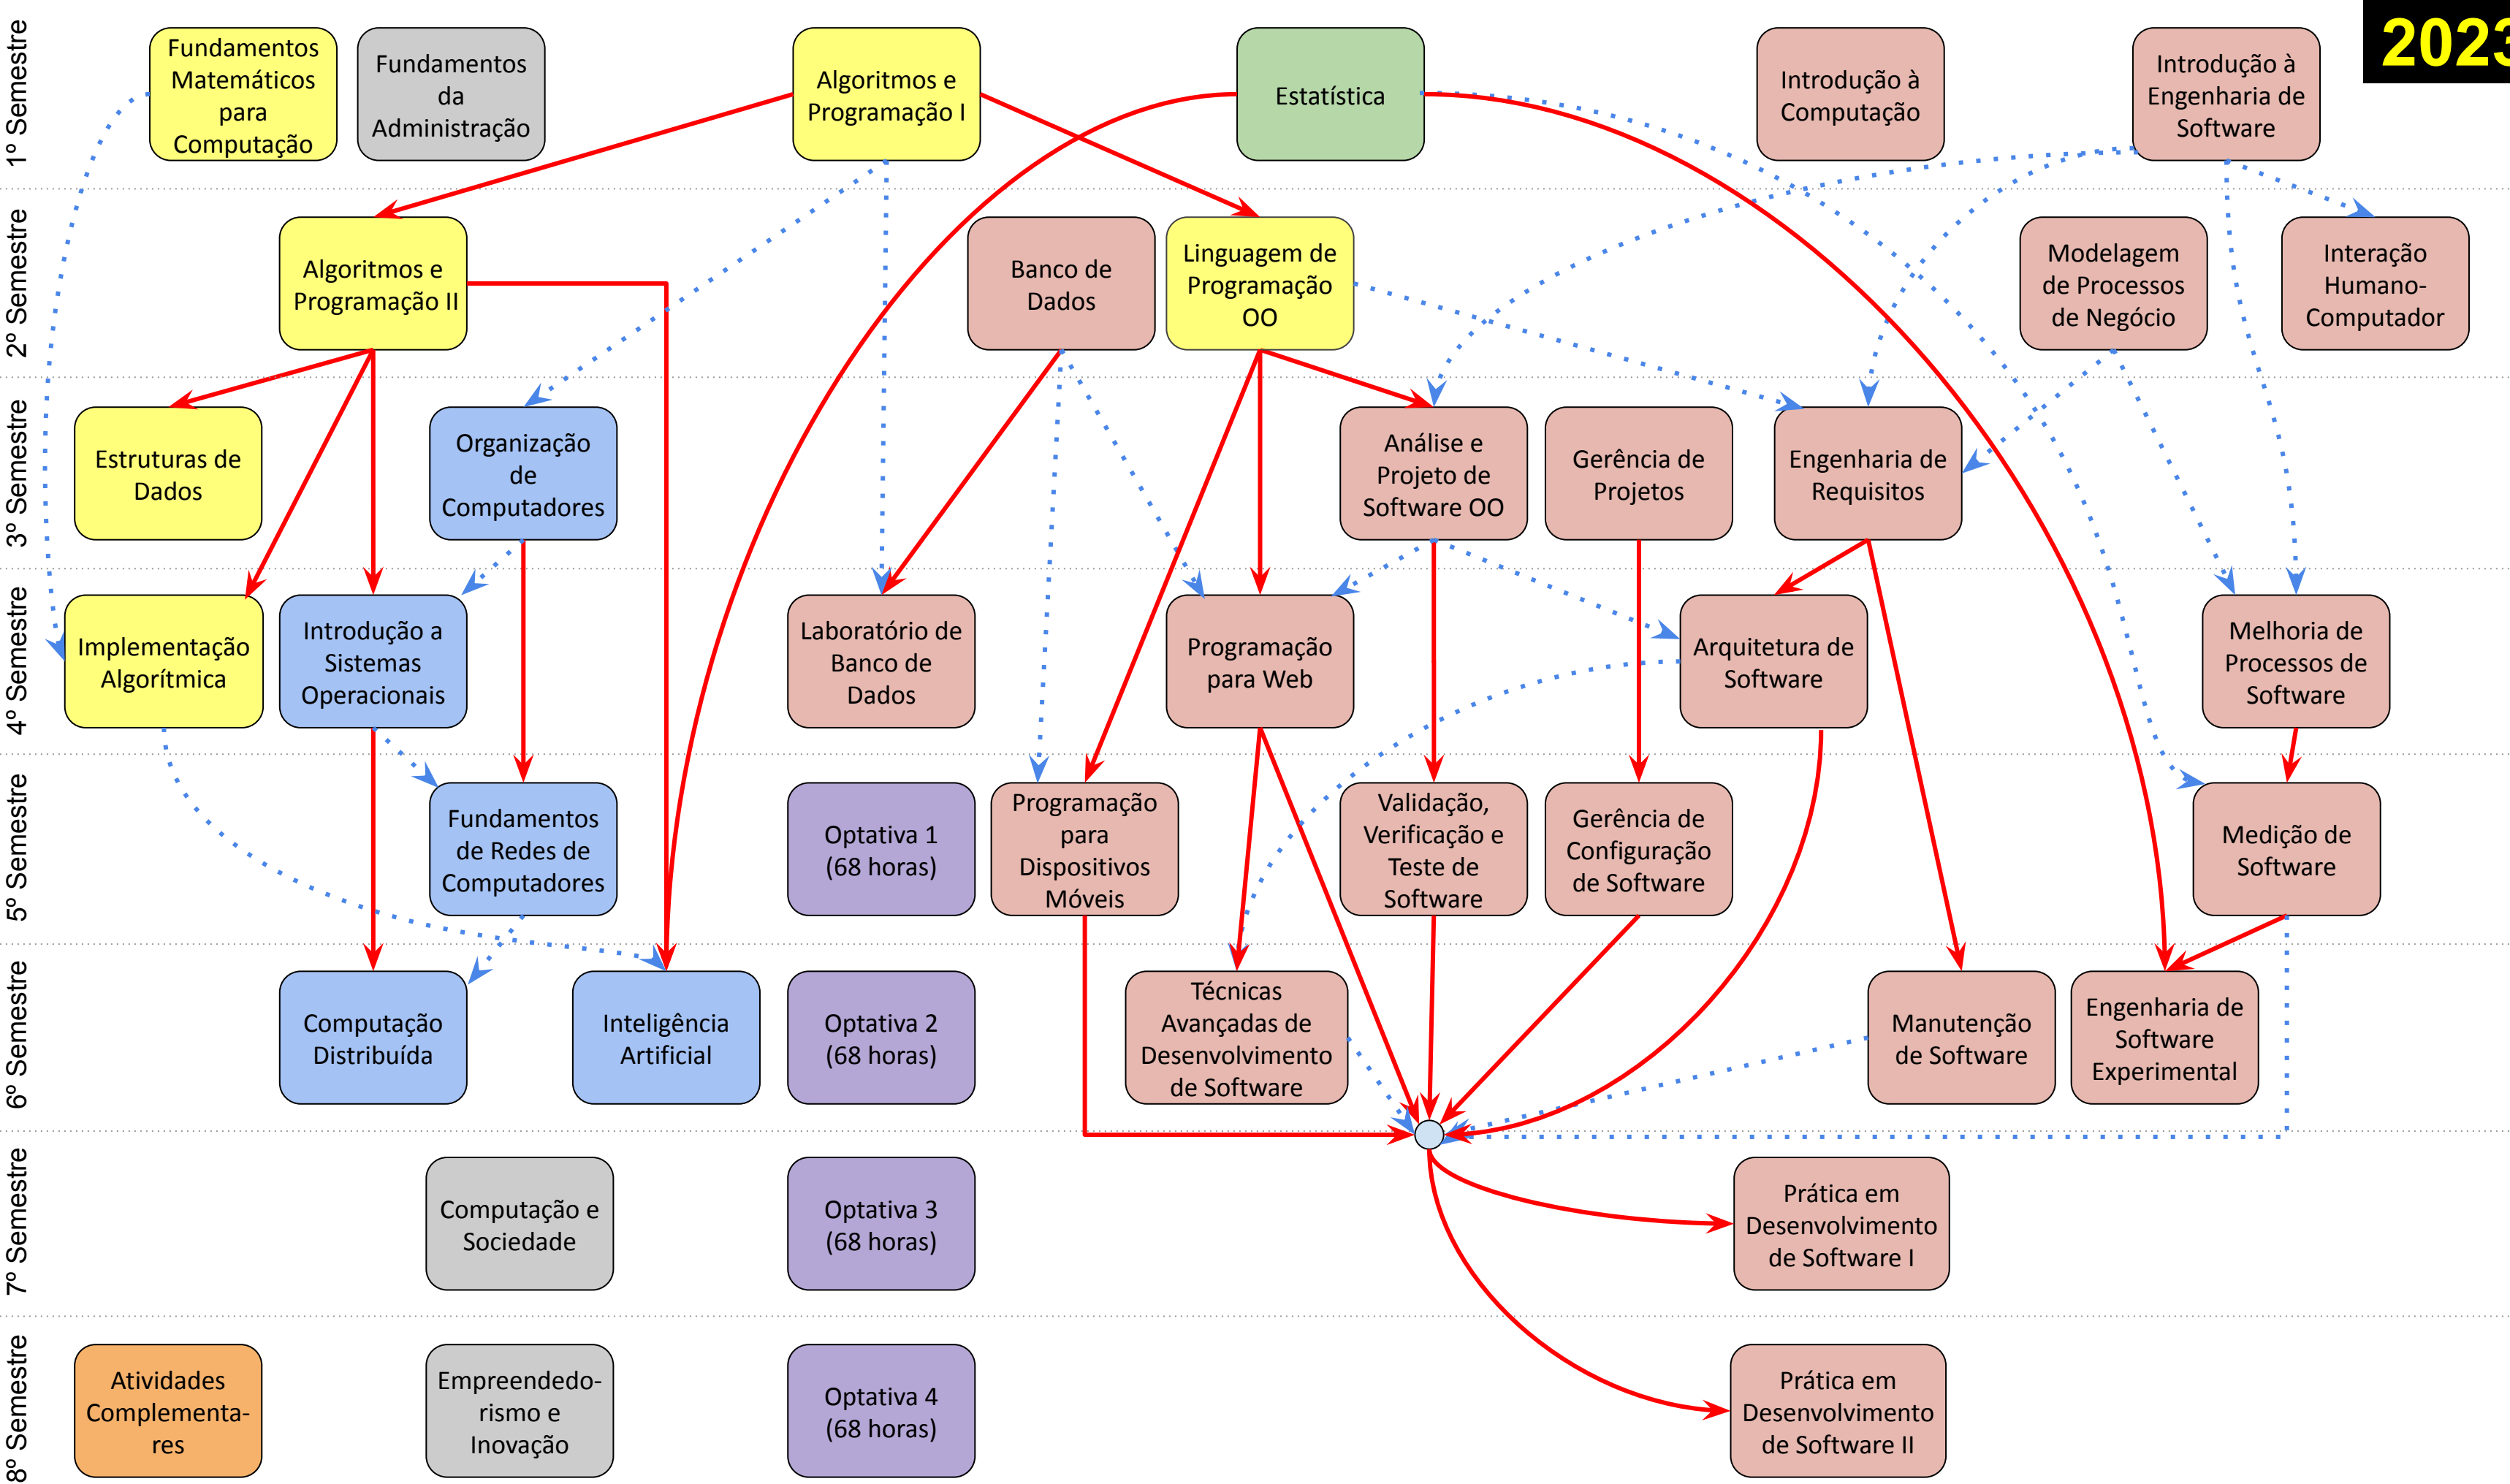 1º Semestre
Fundamentos
Matemáticos
para
Computação
Fundamentos
da
Administração
Algoritmos e
Programação I
Estatística
Introdução à
Computação
Introdução à
Engenharia de
Software
2023
2º Semestre
Algoritmos e
Programação II
Banco de
Dados
Linguagem de
Programação
OO
Modelagem
de Processos
de Negócio
Interação
Humano-
Computador
3º Semestre
Estruturas de
Dados
Organização
de
Computadores
Análise e
Projeto de
Software OO
Gerência de
Projetos
Engenharia de
Requisitos
4º Semestre
Implementação
Algorítmica
Introdução a
Sistemas
Operacionais
Laboratório de
Banco de
Dados
Programação
para Web
Arquitetura de
Software
Melhoria de
Processos de
Software
5º Semestre
Fundamentos
de Redes de
Computadores
Optativa 1
(68 horas)
Programação
para
Dispositivos
Móveis
Validação,
Verificação e
Teste de
Software
Gerência de
Configuração
de Software
Medição de
Software
6º Semestre
Computação
Distribuída
Inteligência
Artificial
Optativa 2
(68 horas)
Técnicas
Avançadas de
Desenvolvimento
de Software
Manutenção
de Software
Engenharia de
Software
Experimental
7º Semestre
Computação e
Sociedade
Optativa 3
(68 horas)
Prática em
Desenvolvimento
de Software I
8º Semestre
Atividades
Complementa-
res
Empreendedo-
rismo e
Inovação
Optativa 4
(68 horas)
Prática em
Desenvolvimento
de Software II